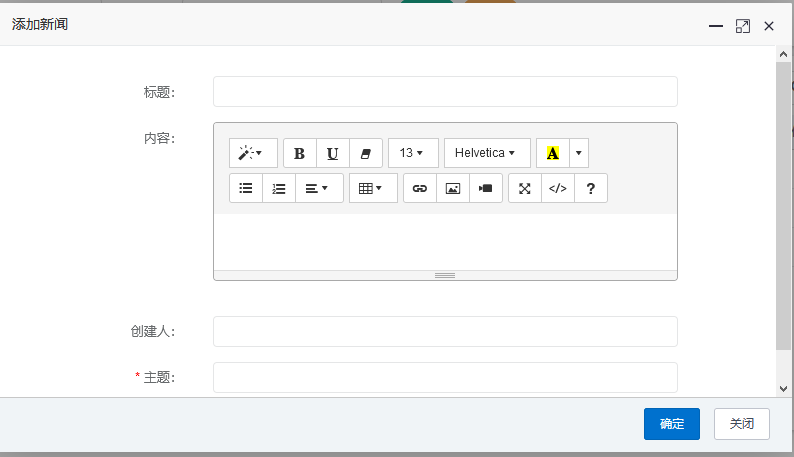 添加新闻
标题：
内容：
B U 13 Helvetica A
</> ?
创建人：
* 主题：
确定 关闭